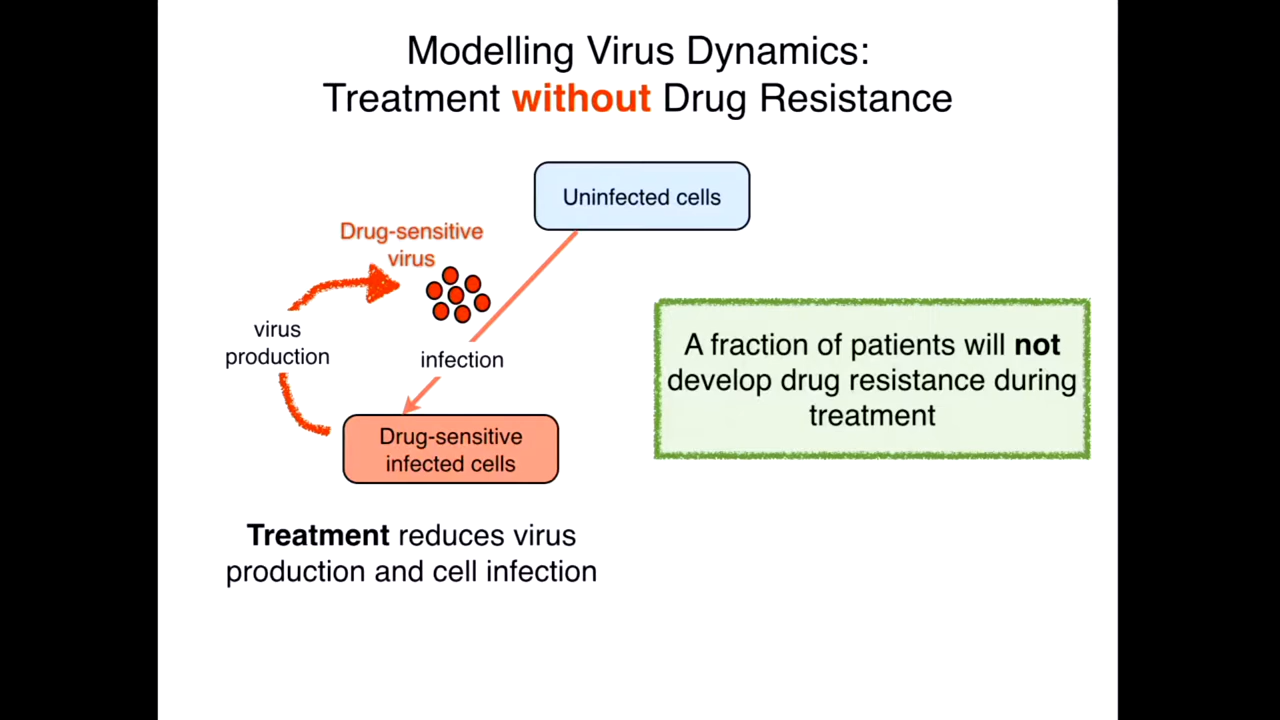 Modelling Virus Dynamics:
Treatment without Drug Resistance
Uninfected cells
Drug-sensitive
virus
virus
production
infection
A fraction of patients will not
develop drug resistance during
treatment
Drug-sensitive
infected cells
Treatment reduces virus
production and cell infection